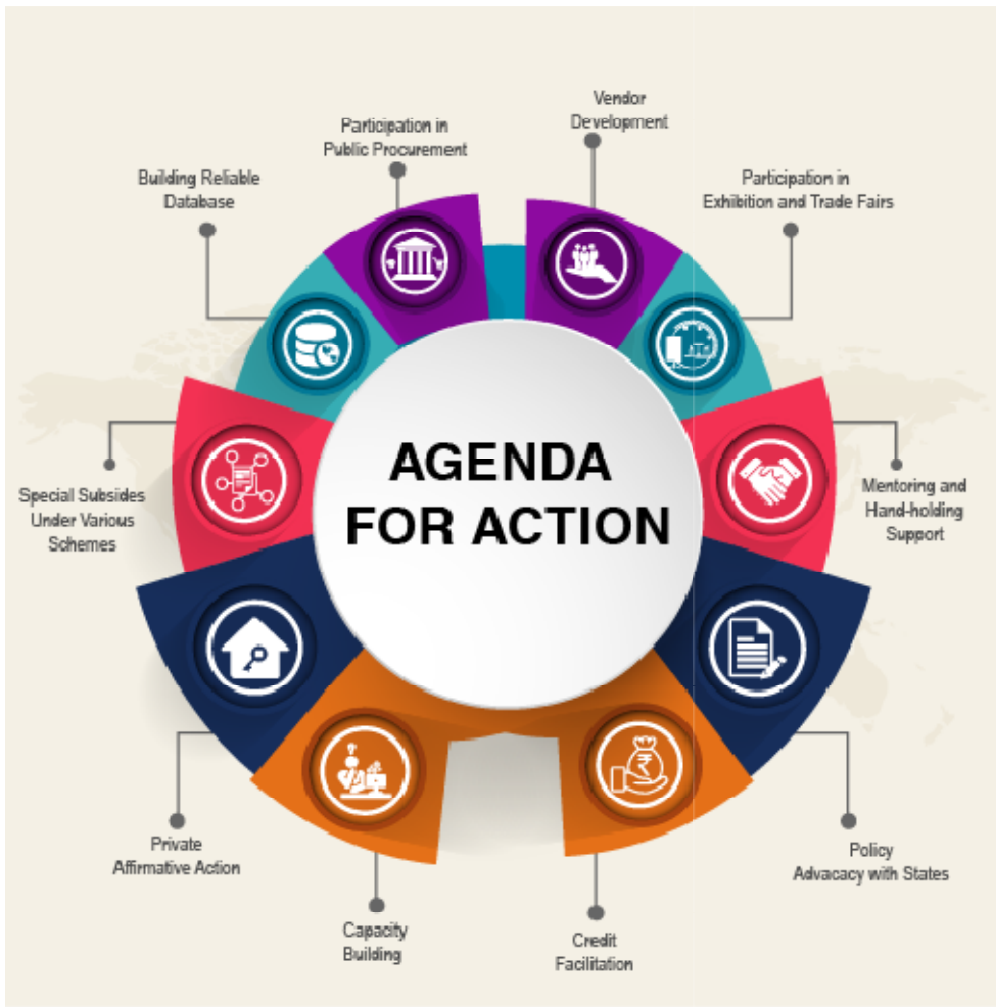 Vendor
Development
Participation in
Public Procurement
Building Reliable
Database
Participation in
Exhibition and Trade Fairs
AGENDA
FOR ACTION
Special Subsiides
Under Various
Schemes
Mentoring and
Hand-holding
Support
Private
Affirmative Action
Policy
Advacacy with States
Capacity
Building
Credit
Facilitation